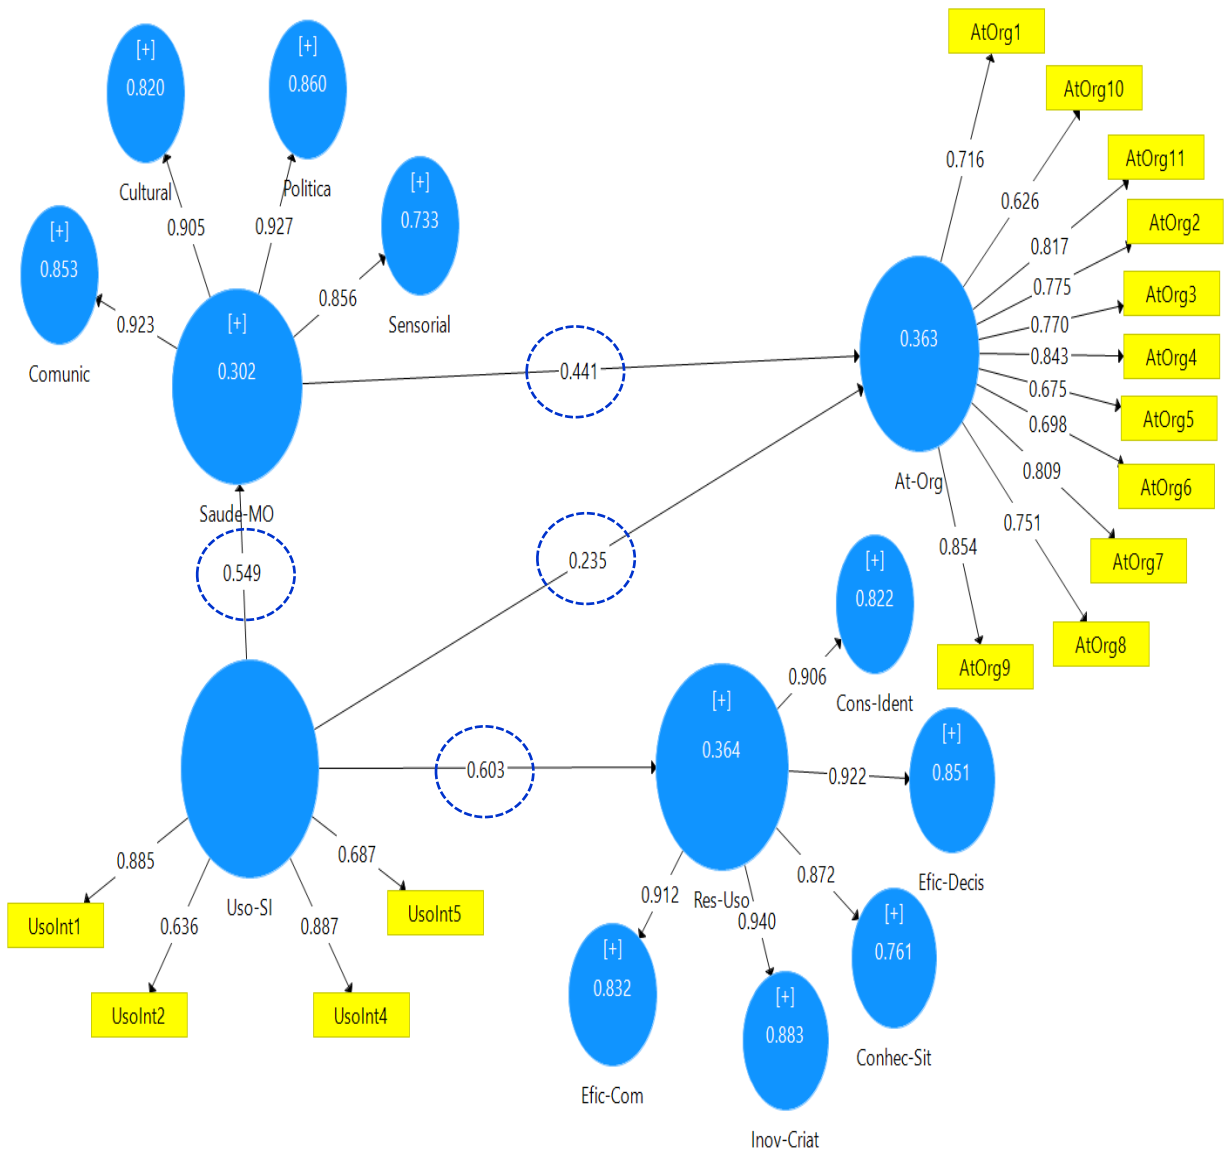 AtOrg1
[+]
0.820
[+]
0.860
AtOrg10
0.716
AtOrg11
[+]
0.733
Cultural
Politica
0.626
AtOrg2
0.905
0.927
[+]
0.853
0.817
0.775
AtOrg3
0.856
0.923
Sensorial
[+]
0.302
0.363
0.770
0.843
AtOrg4
Comunic
0.441
0.675
AtOrg5
0.698
0.809
At-Org
AtOrg6
Saude-MO
0.751
0.854
AtOrg7
0.549
0.235
[+]
0.822
AtOrg8
AtOrg9
0.906
Cons-Ident
[+]
0.364
[+]
0.851
0.603
0.922
0.885
0.687
0.872
Efic-Decis
Uso-SI
0.912
Res-Uso
0.940
UsoInt1
0.636
0.887
UsoInt5
[+]
0.761
[+]
0.832
UsoInt2
UsoInt4
[+]
0.883
Conhec-Sit
Efic-Com
Inov-Criat